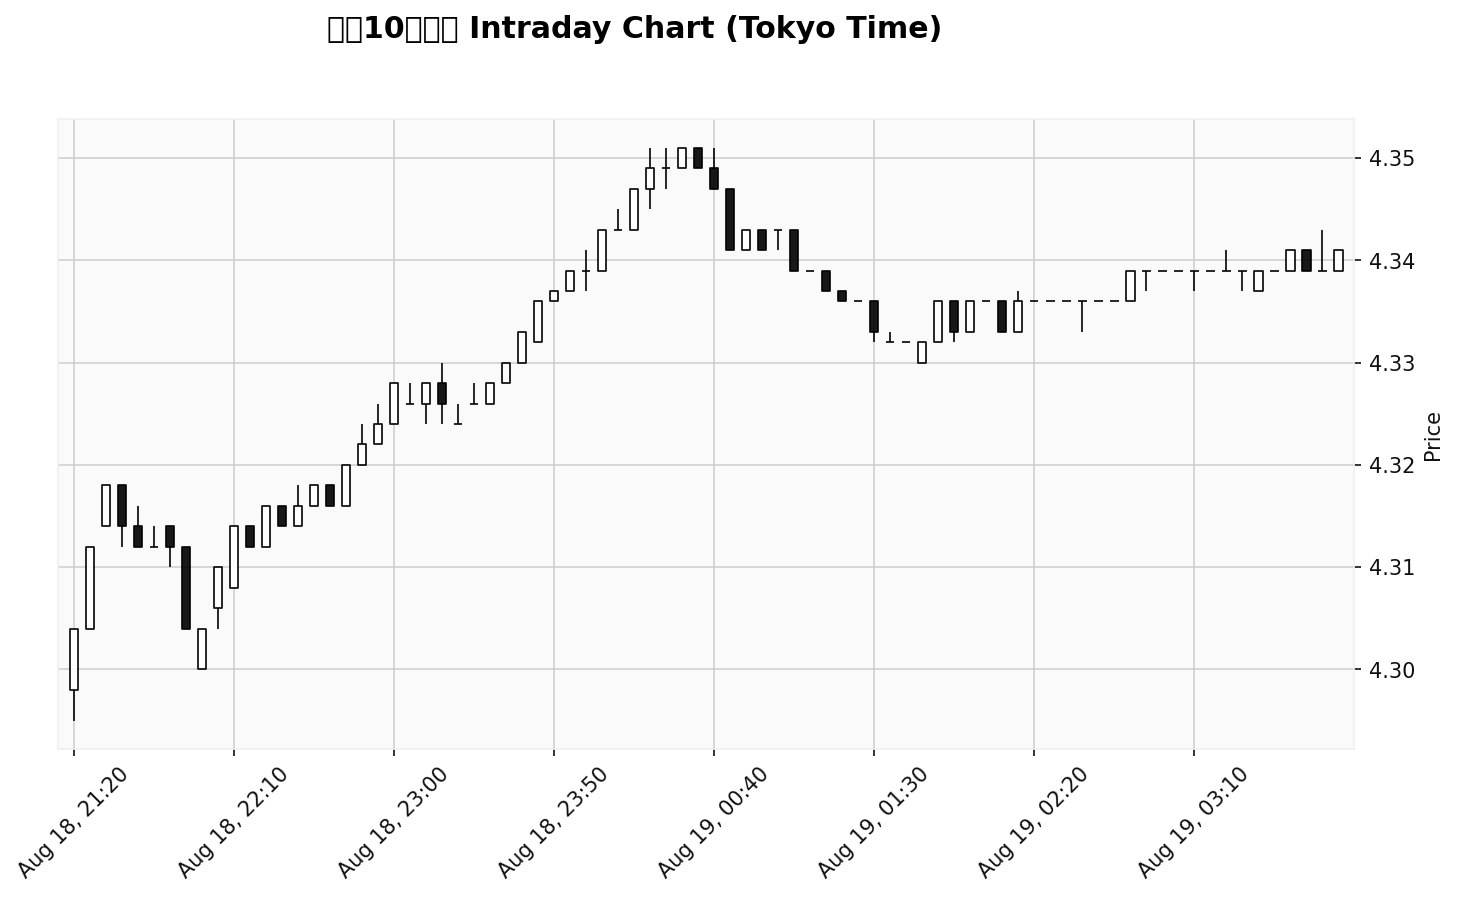 10 Intraday Chart (Tokyo Time)
4.35
4.34
4.33
4.32
4.31
4.30
Price
Aug 18, 21:20
Aug 18, 22:10
Aug 18, 23:00
Aug 18, 23:50
Aug 19, 00:40
Aug 19, 01:30
Aug 19, 02:20
Aug 19, 03:10